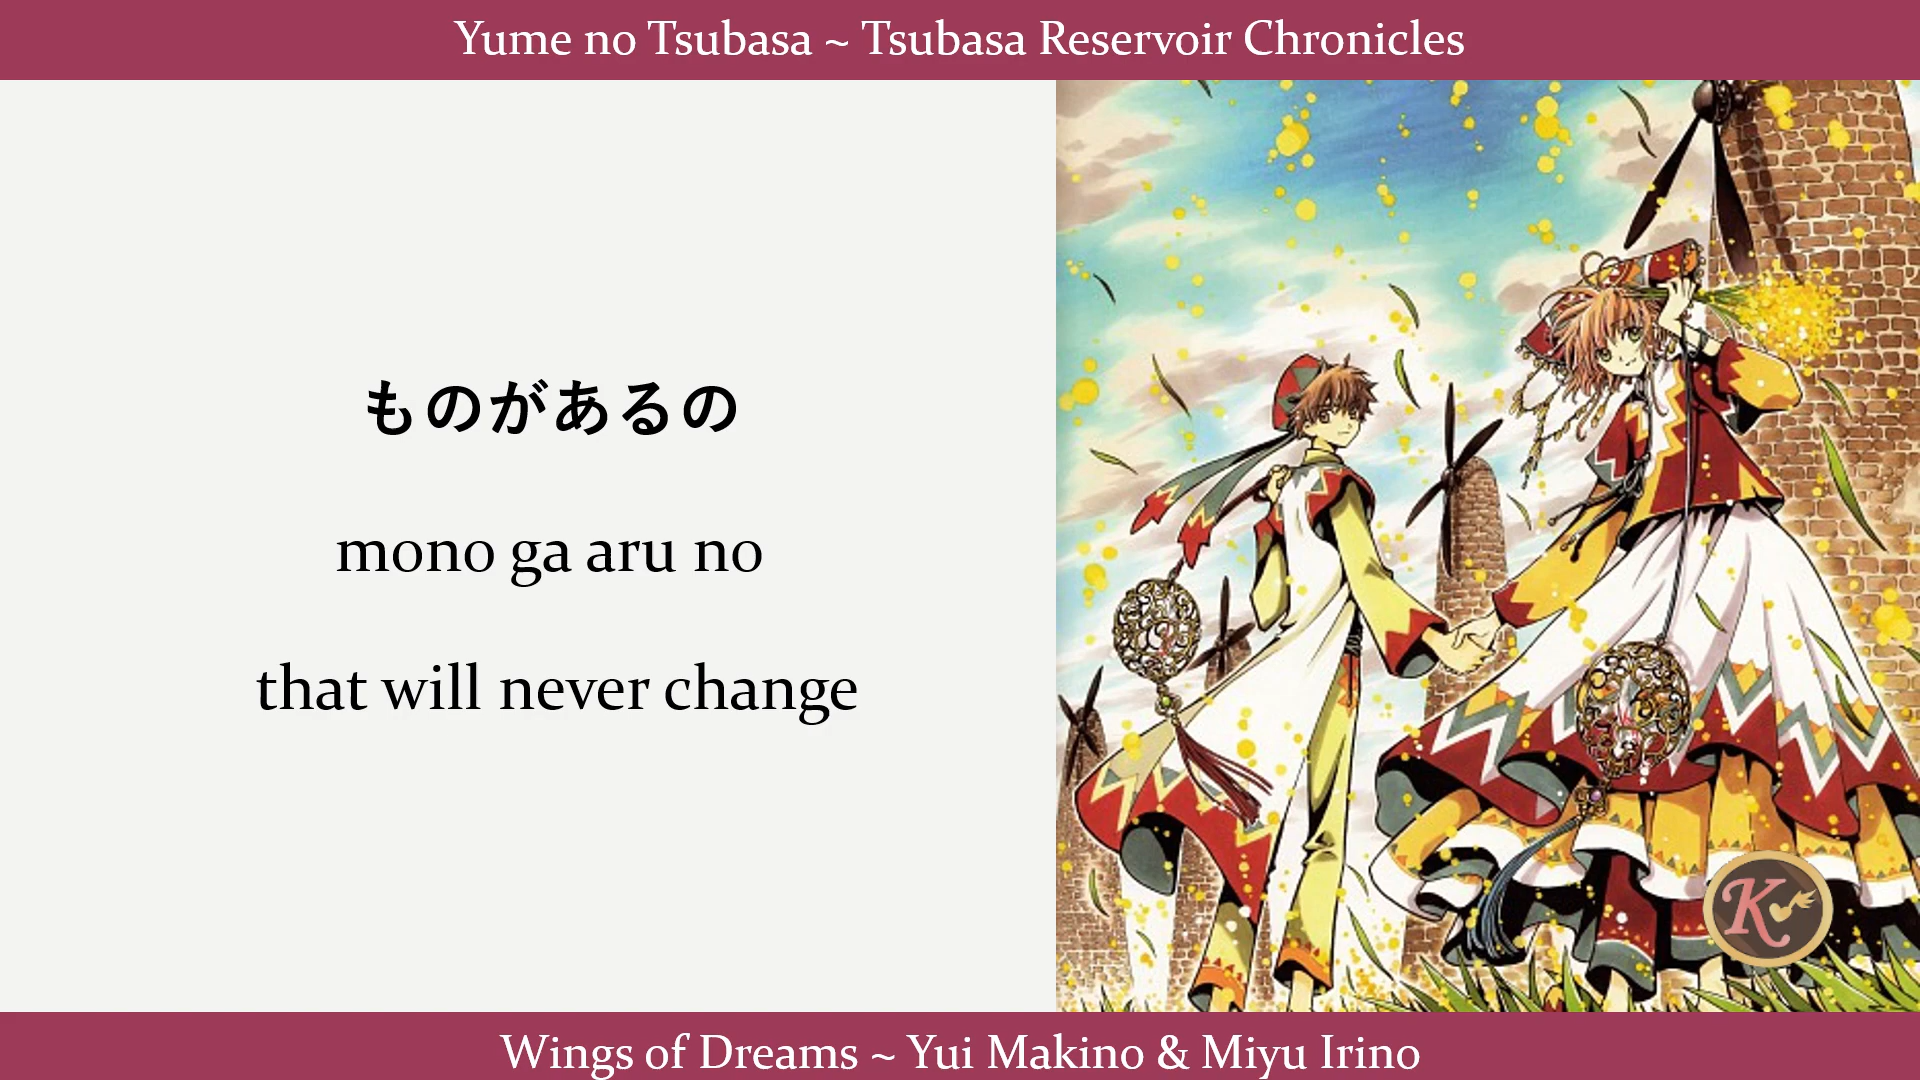 Yume no Tsubasa ~ Tsubasa Reservoir Chronicles
ものがあるの
mono ga aru no
that will never change
K
Wings of Dreams ~ Yui Makino & Miyu Irino